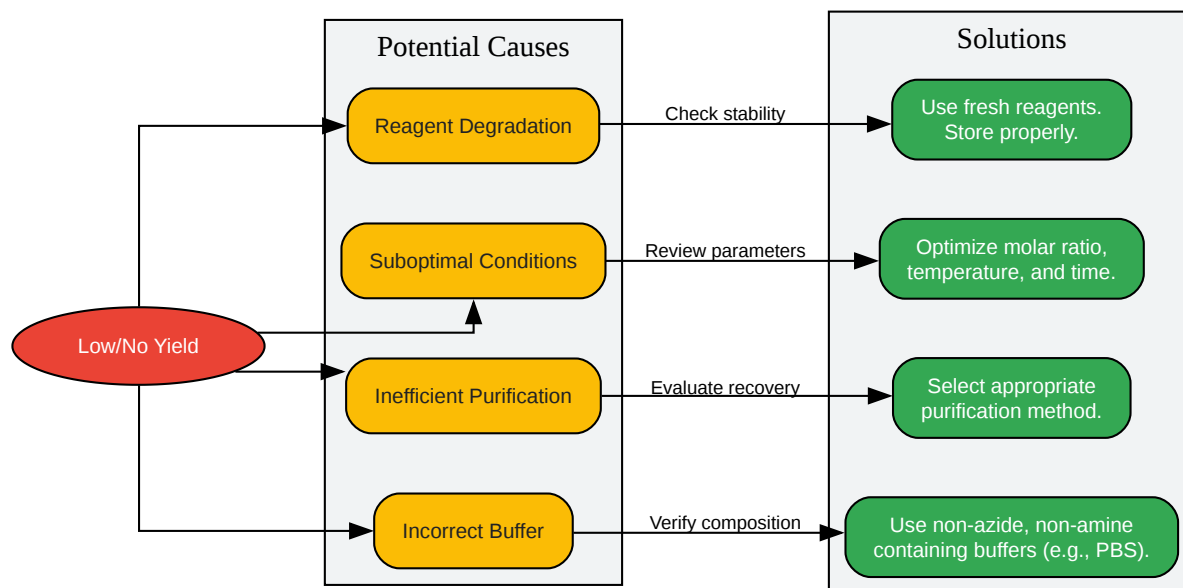 Potential Causes
Solutions
Reagent Degradation
Check stability
Use fresh reagents.
Store properly.
Suboptimal Conditions
Review parameters
Optimize molar ratio,
temperature, and time.
Low/No Yield
Inefficient Purification
Evaluate recovery
Select appropriate
purification method.
Incorrect Buffer
Verify composition
Use non-azide, non-amine
containing buffers (e.g., PBS).